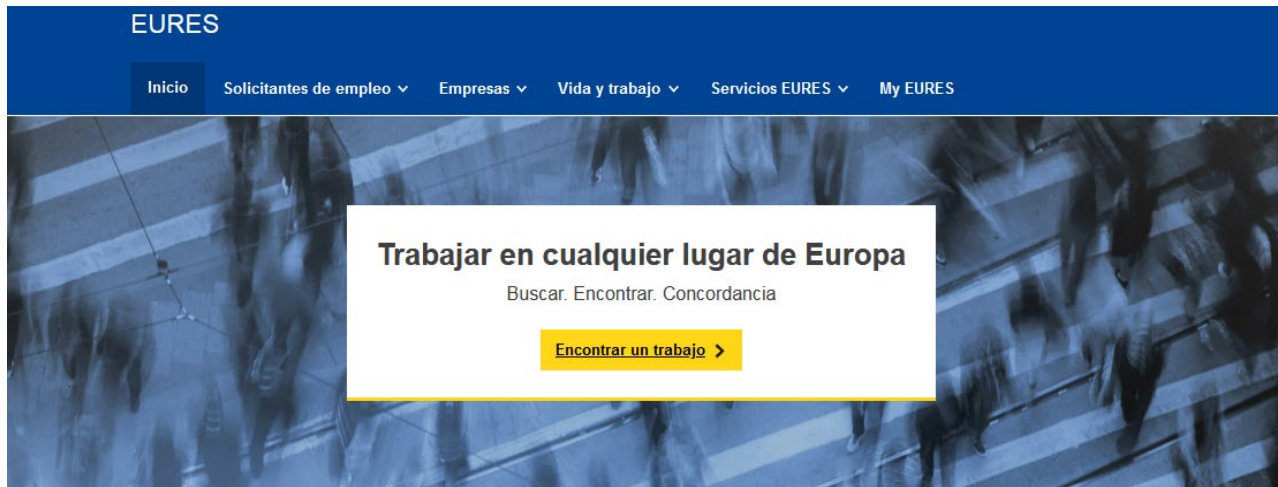 EURES
Inicio Solicitantes de empleo Empresas Vida y trabajo Servicios EURES My EURES
Trabajar en cualquier lugar de Europa
Buscar. Encontrar. Concordancia
Encontrar un trabajo